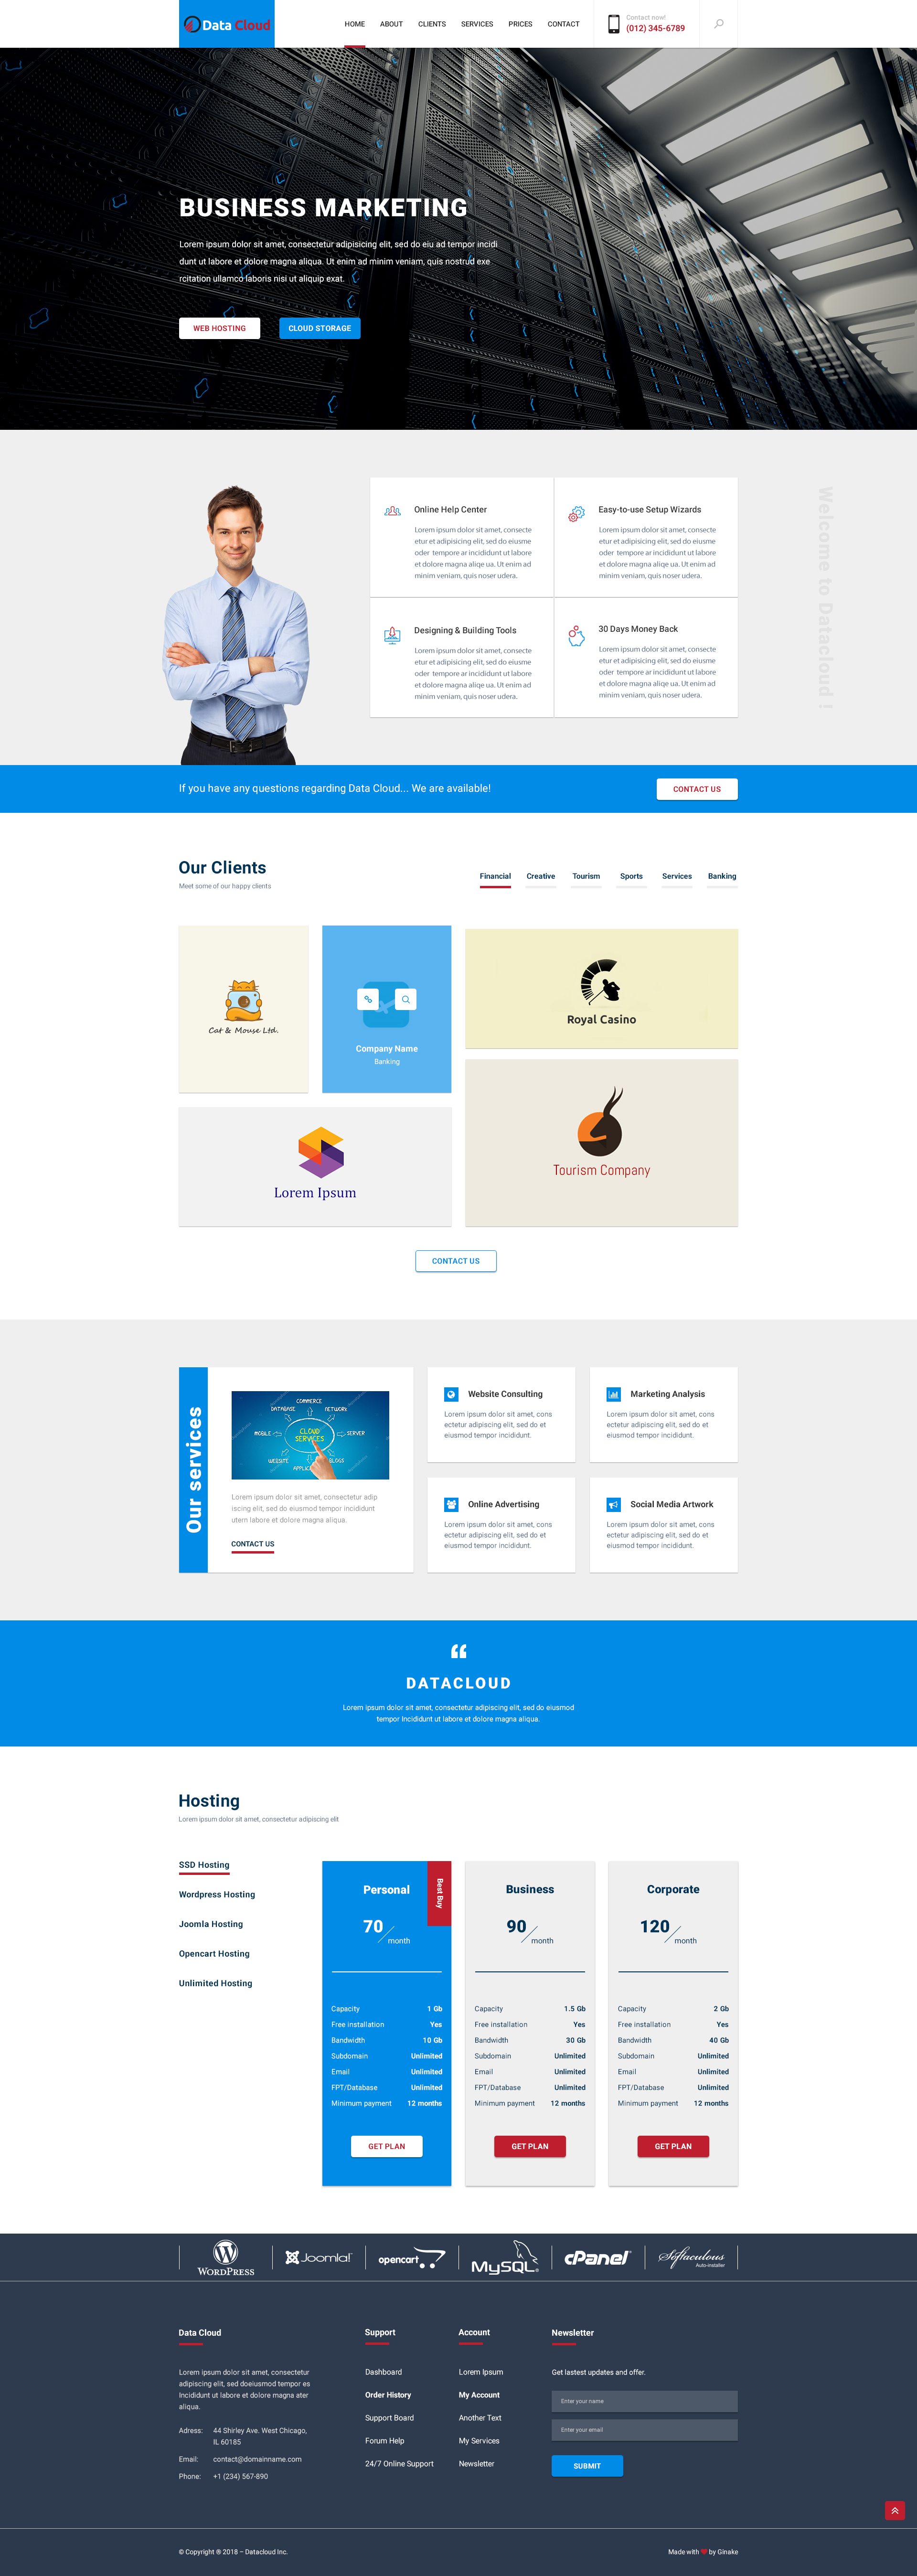 Data Cloud
HOME ABOUT CLIENTS SERVICES PRICES CONTACT
Contact now!
(012) 345-6789
BUSINESS MARKETING
Lorem ipsum dolor sit amet, consectetur adipisicing elit, sed do eiu ad tempor incidi
dunt ut labore et dolore magna aliqua. Ut enim ad minim veniam, quis nostrud exe
rcitation ullamco laboris nisi ut aliquip exat.
WEB HOSTING
CLOUD STORAGE
Online Help Center
Lorem ipsum dolor sit amet, consecte
etur et adipisicing elit, sed do eiusme
oder tempore ar incididunt ut labore
et dolore magna aliqe ua. Ut enim ad
minim veniam, quis noser udera.
Easy-to-use Setup Wizards
Lorem ipsum dolor sit amet, consecte
etur et adipisicing elit, sed do eiusme
oder tempore ar incididunt ut labore
et dolore magna aliqe ua. Ut enim ad
minim veniam, quis noser udera.
Designing & Building Tools
Lorem ipsum dolor sit amet, consecte
etur et adipisicing elit, sed do eiusme
oder tempore ar incididunt ut labore
et dolore magna aliqe ua. Ut enim ad
minim veniam, quis noser udera.
30 Days Money Back
Lorem ipsum dolor sit amet, consecte
etur et adipisicing elit, sed do eiusme
oder tempore ar incididunt ut labore
et dolore magna aliqe ua. Ut enim ad
minim veniam, quis noser udera.
Welcome to Datacloud !
If you have any questions regarding Data Cloud... We are available!
CONTACT US
Our Clients
Meet some of our happy clients
Financial Creative Tourism Sports Services Banking
Cat & Mouse Ltd.
Company Name
Banking
Royal Casino
Lorem Ipsum
Tourism Company
CONTACT US
Our services
COMMERCE
DATABASE
NETWORK
MOBILE
CLOUD
SERVICES
SERVER
WEBSITE
APPLIC
BLOGS
Lorem ipsum dolor sit amet, consectetur adip
iscing elit, sed do eiusmod tempor incididunt
utern labore et dolore magna aliqua.
CONTACT US
Website Consulting
Lorem ipsum dolor sit amet, cons
ectetur adipiscing elit, sed do et
eiusmod tempor incididunt.
Marketing Analysis
Lorem ipsum dolor sit amet, cons
ectetur adipiscing elit, sed do et
eiusmod tempor incididunt.
Online Advertising
Lorem ipsum dolor sit amet, cons
ectetur adipiscing elit, sed do et
eiusmod tempor incididunt.
Social Media Artwork
Lorem ipsum dolor sit amet, cons
ectetur adipiscing elit, sed do et
eiusmod tempor incididunt.
“
DATACLOUD
Lorem ipsum dolor sit amet, consectetur adipiscing elit, sed do eiusmod
tempor Incididunt ut labore et dolore magna aliqua.
Hosting
Lorem ipsum dolor sit amet, consectetur adipiscing elit
SSD Hosting
Wordpress Hosting
Joomla Hosting
Opencart Hosting
Unlimited Hosting
Personal
Best Buy
70 month
Capacity 1 Gb
Free installation Yes
Bandwidth 10 Gb
Subdomain Unlimited
Email Unlimited
FPT/Database Unlimited
Minimum payment 12 months
GET PLAN
Business
90 month
Capacity 1.5 Gb
Free installation Yes
Bandwidth 30 Gb
Subdomain Unlimited
Email Unlimited
FPT/Database Unlimited
Minimum payment 12 months
GET PLAN
Corporate
120 month
Capacity 2 Gb
Free installation Yes
Bandwidth 40 Gb
Subdomain Unlimited
Email Unlimited
FPT/Database Unlimited
Minimum payment 12 months
GET PLAN
WORDPRESS
Joomla!
opencart
MySQL
cPanel
Softaculous
Auto-Installer
Data Cloud
Lorem ipsum dolor sit amet, consectetur
adipiscing elit, sed doeiusmod tempor es
Incididunt ut labore et dolore magna ater
aliqua.
Adress: 44 Shirley Ave. West Chicago,
IL 60185
Email: contact@domainname.com
Phone: +1 (234) 567-890
Support
Dashboard
Order History
Support Board
Forum Help
24/7 Online Support
Account
Lorem Ipsum
My Account
Another Text
My Services
Newsletter
Newsletter
Get lastest updates and offer.
Enter your name
Enter your email
SUBMIT
© Copyright ® 2018 – Datacloud Inc.
Made with ❤ by Ginake